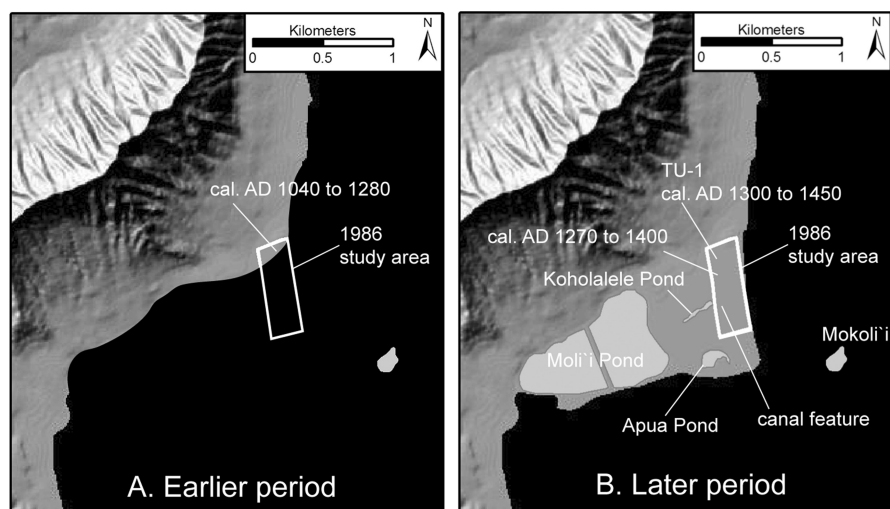 Kilometers
0 0.5 1
N
cal. AD 1040 to 1280
1986
study area
A. Earlier period
Kilometers
0 0.5 1
N
TU-1
cal. AD 1300 to 1450
cal. AD 1270 to 1400
1986
study area
Koholalele Pond
Mokoli`i
Moli`i Pond
Apua Pond
canal feature
B. Later period